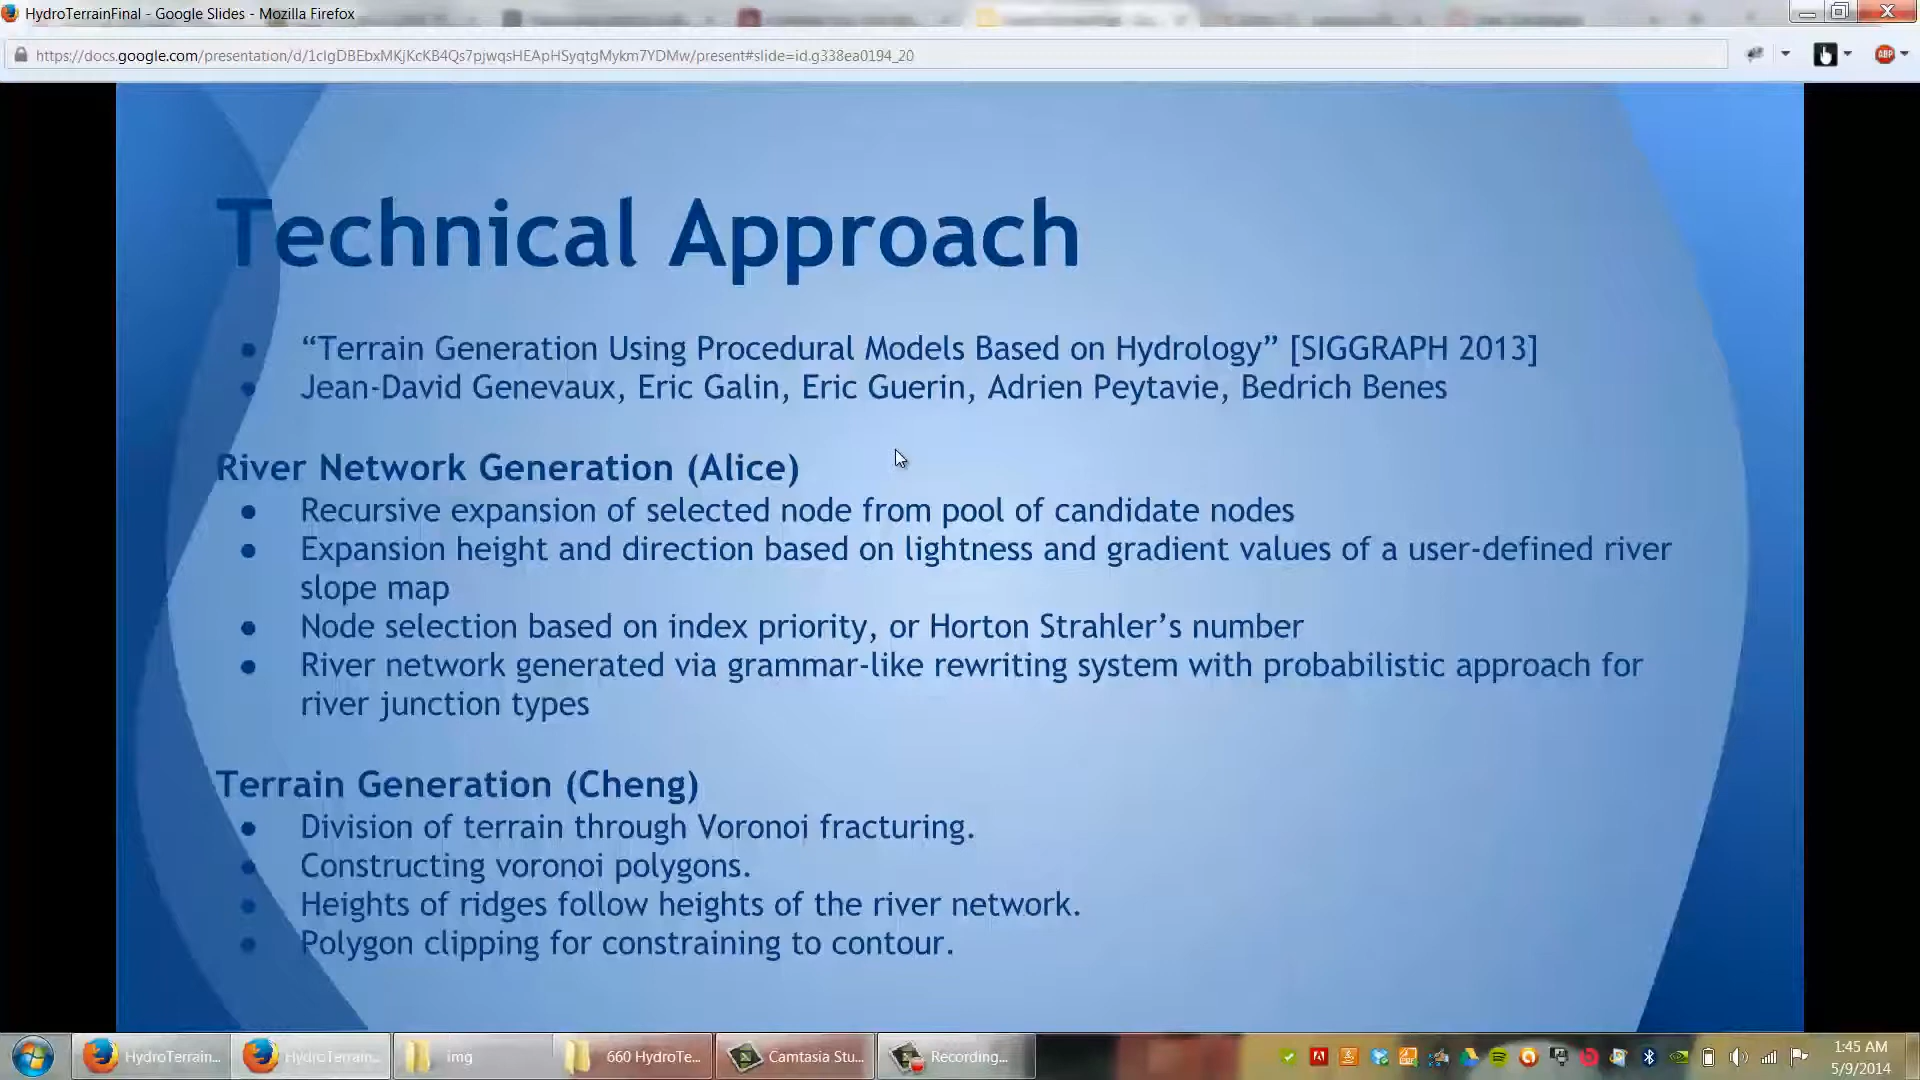 HydroTerrainFinal - Google Slides - Mozilla Firefox
https://docs.google.com/presentation/d/1cIgDBEbxMKjKcKB4Qs7pjwqsHEApHSyqtgMykm7YDMw/present#slide=id.g338ea0194_20
ABP
Technical Approach
● “Terrain Generation Using Procedural Models Based on Hydrology” [SIGGRAPH 2013]
● Jean-David Genevaux, Eric Galin, Eric Guerin, Adrien Peytavie, Bedrich Benes
River Network Generation (Alice)
● Recursive expansion of selected node from pool of candidate nodes
● Expansion height and direction based on lightness and gradient values of a user-defined river
slope map
● Node selection based on index priority, or Horton Strahler’s number
● River network generated via grammar-like rewriting system with probabilistic approach for
river junction types
Terrain Generation (Cheng)
● Division of terrain through Voronoi fracturing.
● Constructing voronoi polygons.
● Heights of ridges follow heights of the river network.
● Polygon clipping for constraining to contour.
HydroTerrain... HydroTerrain... img 660 HydroTe... Camtasia Stu... Recording...
1:45 AM
5/9/2014